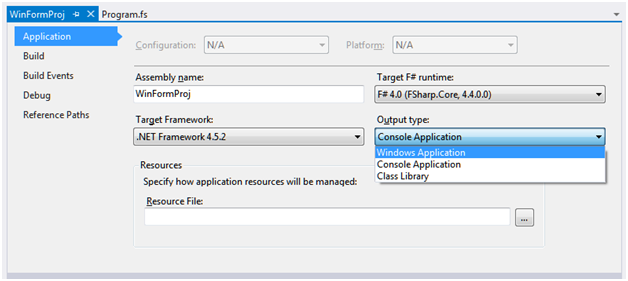 WinFormProj Program.fs
Application
Configuration: N/A Platform: N/A
Build
Build Events
Debug
Reference Paths
Assembly name: Target F# runtime:
WinFormProj F# 4.0 (FSharp.Core, 4.4.0.0)
Target Framework: Output type:
.NET Framework 4.5.2 Console Application
Windows Application
Console Application
Class Library
Resources
Specify how application resources will be managed:
Resource File:
...